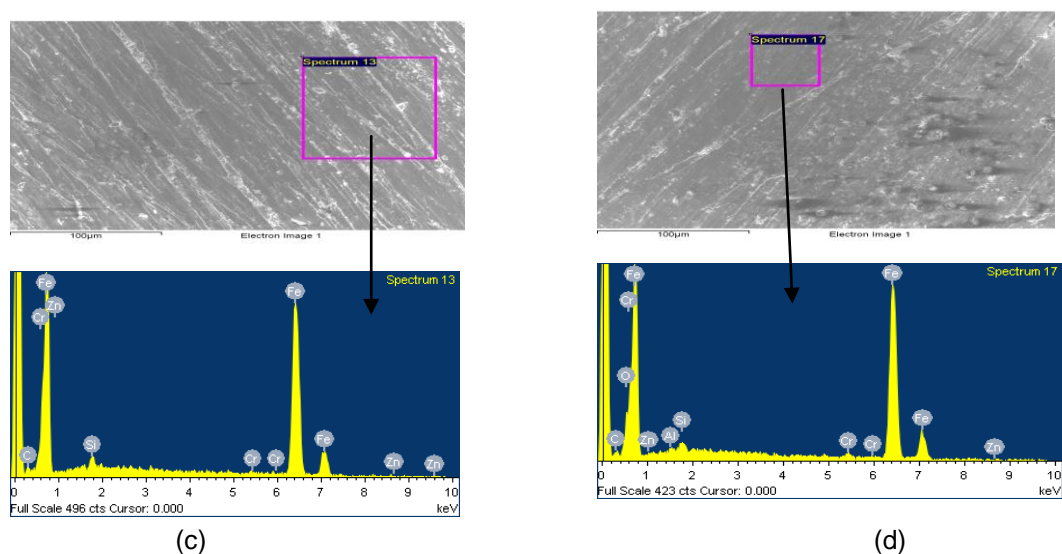 Spectrum 13
100µm Electron Image 1
Spectrum 17
100µm Electron Image 1
Spectrum 13
Fe
Zn
Cr
C
Si
Cr
Cr
Fe
Fe
Zn
Zn
0 1 2 3 4 5 6 7 8 9 10
Full Scale 496 cts Cursor: 0.000 keV
(c)
Spectrum 17
Fe
Cr
O
C
Zn
Al
Si
Cr
Cr
Fe
Fe
Zn
0 1 2 3 4 5 6 7 8 9 10
Full Scale 423 cts Cursor: 0.000 keV
(d)